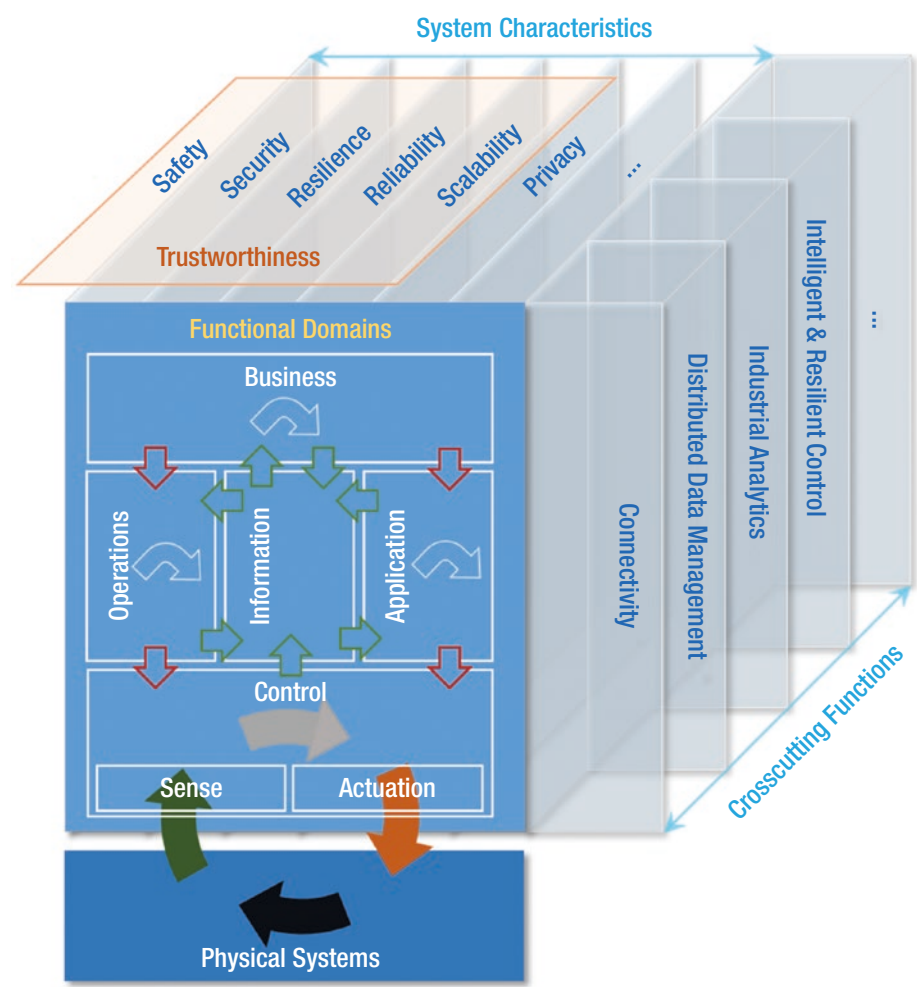 System Characteristics
Safety
Security
Resilience
Reliability
Scalability
Privacy
...
Trustworthiness
Functional Domains
Business
Operations
Information
Application
Control
Sense
Actuation
Physical Systems
Connectivity
Distributed Data Management
Industrial Analytics
Intelligent & Resilient Control
...
Crosscutting Functions